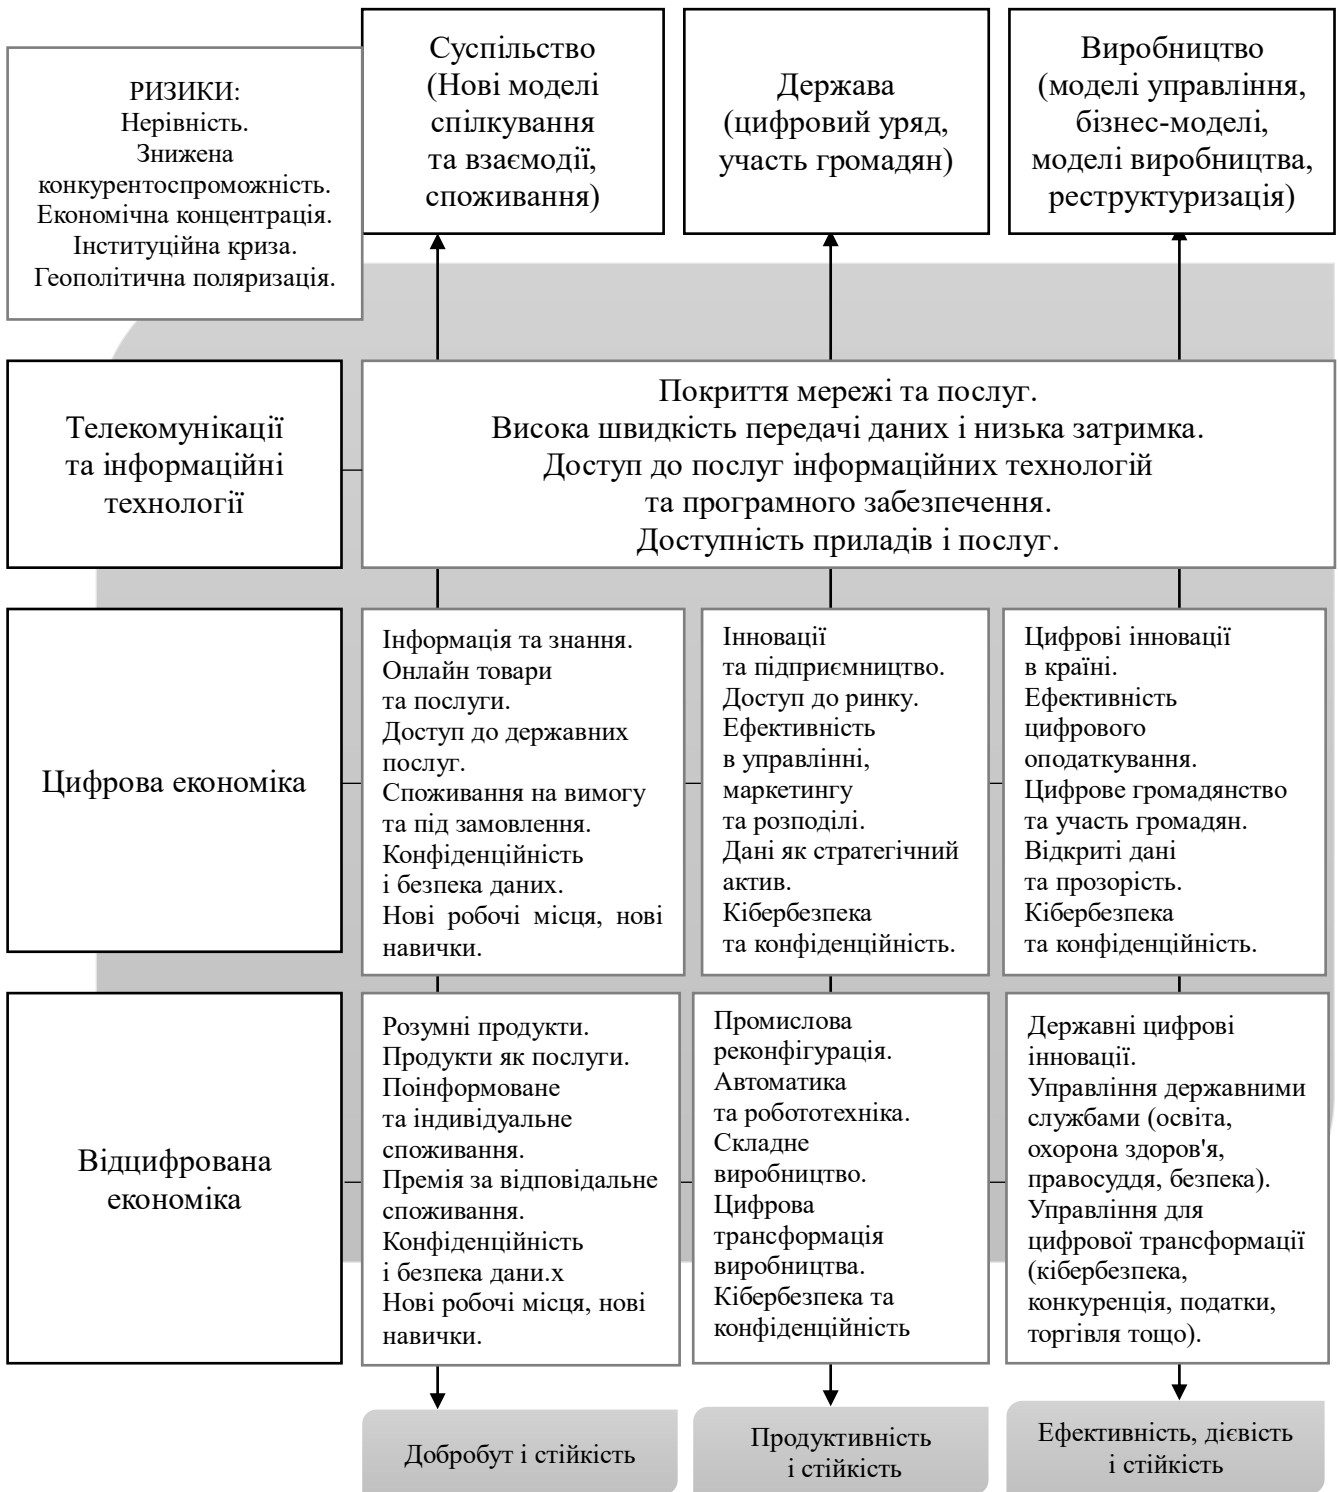 РИЗИКИ:
Нерівність.
Знижена
конкурентоспроможність.
Економічна концентрація.
Інституційна криза.
Геополітична поляризація.
Суспільство
(Нові моделі
спілкування
та взаємодії,
споживання)
Держава
(цифровий уряд,
участь громадян)
Виробництво
(моделі управління,
бізнес-моделі,
моделі виробництва,
реструктуризація)
Телекомунікації
та інформаційні
технології
Покриття мережі та послуг.
Висока швидкість передачі даних і низька затримка.
Доступ до послуг інформаційних технологій
та програмного забезпечення.
Доступність приладів і послуг.
Цифрова економіка
Інформація та знання.
Онлайн товари
та послуги.
Доступ до державних
послуг.
Споживання на вимогу
та під замовлення.
Конфіденційність
і безпека даних.
Нові робочі місця, нові
навички.
Інновації
та підприємництво.
Доступ до ринку.
Ефективність
в управлінні,
маркетингу
та розподілі.
Дані як стратегічний
актив.
Кібербезпека
та конфіденційність.
Цифрові інновації
в країні.
Ефективність
цифрового
оподаткування.
Цифрове громадянство
та участь громадян.
Відкриті дані
та прозорість.
Кібербезпека
та конфіденційність.
Відцифрована
економіка
Розумні продукти.
Продукти як послуги.
Поінформоване
та індивідуальне
споживання.
Премія за відповідальне
споживання.
Конфіденційність
і безпека дани.х
Нові робочі місця, нові
навички.
Промислова
реконфігурація.
Автоматика
та робототехніка.
Складне
виробництво.
Цифрова
трансформація
виробництва.
Кібербезпека та
конфіденційність
Державні цифрові
інновації.
Управління державними
службами (освіта,
охорона здоров'я,
правосуддя, безпека).
Управління для
цифрової трансформації
(кібербезпека,
конкуренція, податки,
торгівля тощо).
Добробут і стійкість
Продуктивність
і стійкість
Ефективність, дієвість
і стійкість